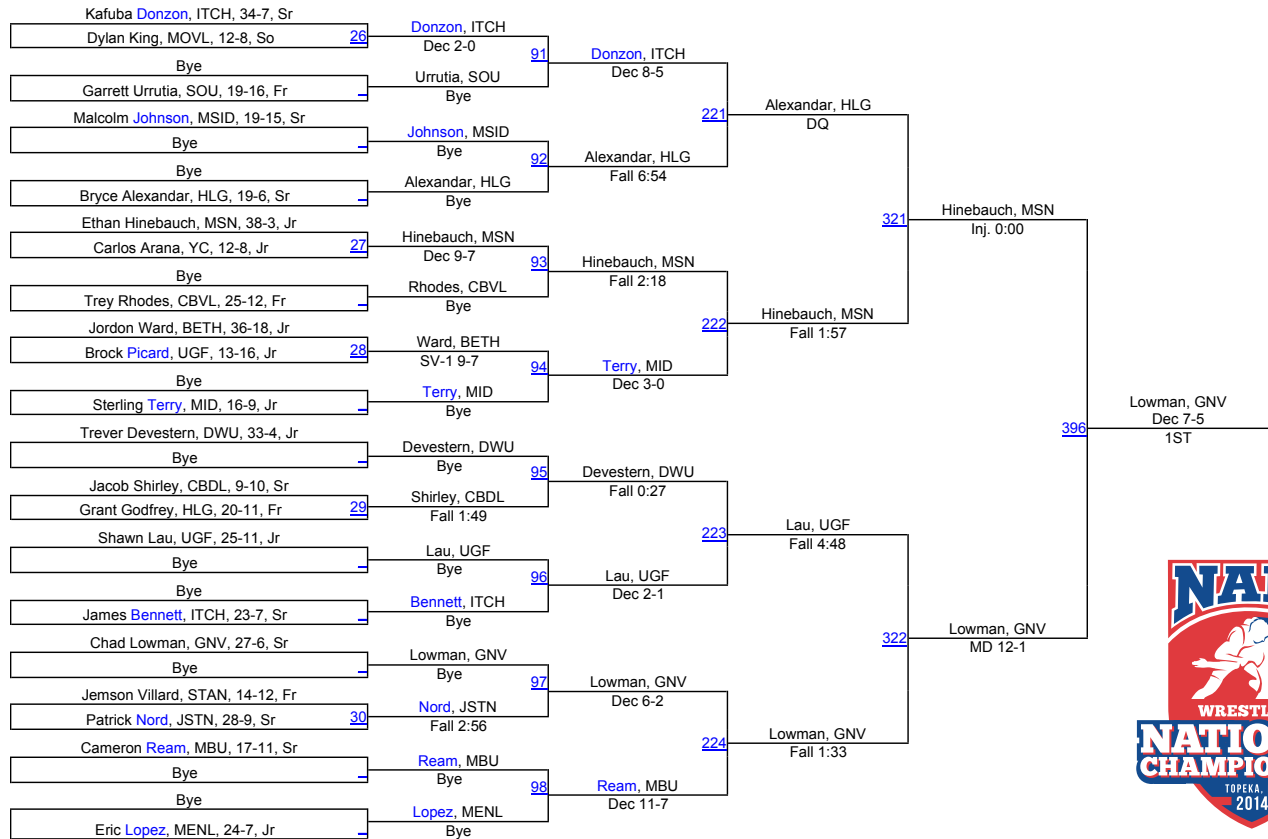 Kafuba Donzon, ITCH, 34-7, Sr
Dylan King, MOVL, 12-8, So
26
Bye
Garrett Urrutia, SOU, 19-16, Fr
Malcolm Johnson, MSID, 19-15, Sr
Bye
Bye
Bryce Alexandar, HLG, 19-6, Sr
Ethan Hinebauch, MSN, 38-3, Jr
Carlos Arana, YC, 12-8, Jr
27
Bye
Trey Rhodes, CBVL, 25-12, Fr
Jordon Ward, BETH, 36-18, Jr
Brock Picard, UGF, 13-16, Jr
28
Bye
Sterling Terry, MID, 16-9, Jr
Trever Devestern, DWU, 33-4, Jr
Bye
Jacob Shirley, CBDL, 9-10, Sr
Grant Godfrey, HLG, 20-11, Fr
29
Shawn Lau, UGF, 25-11, Jr
Bye
Bye
James Bennett, ITCH, 23-7, Sr
Chad Lowman, GNV, 27-6, Sr
Bye
Jemson Villard, STAN, 14-12, Fr
Patrick Nord, JSTN, 28-9, Sr
30
Cameron Ream, MBU, 17-11, Sr
Bye
Bye
Eric Lopez, MENL, 24-7, Jr
Donzon, ITCH
Dec 2-0
91
Urrutia, SOU
Bye
Johnson, MSID
Bye
92
Alexandar, HLG
Bye
Hinebauch, MSN
Dec 9-7
93
Rhodes, CBVL
Bye
Ward, BETH
SV-1 9-7
94
Terry, MID
Bye
Devestern, DWU
Bye
95
Shirley, CBDL
Fall 1:49
Lau, UGF
Bye
96
Bennett, ITCH
Bye
Lowman, GNV
Bye
97
Nord, JSTN
Fall 2:56
Ream, MBU
Bye
98
Lopez, MENL
Bye
Donzon, ITCH
Dec 8-5
221
Alexandar, HLG
Fall 6:54
Hinebauch, MSN
Fall 2:18
222
Terry, MID
Dec 3-0
Devestern, DWU
Fall 0:27
223
Lau, UGF
Dec 2-1
Lowman, GNV
Dec 6-2
224
Ream, MBU
Dec 11-7
Alexandar, HLG
DQ
321
Hinebauch, MSN
Fall 1:57
Lau, UGF
Fall 4:48
322
Lowman, GNV
Fall 1:33
Hinebauch, MSN
Inj. 0:00
396
Lowman, GNV
MD 12-1
Lowman, GNV
Dec 7-5
1ST
TOPEKA,
2014